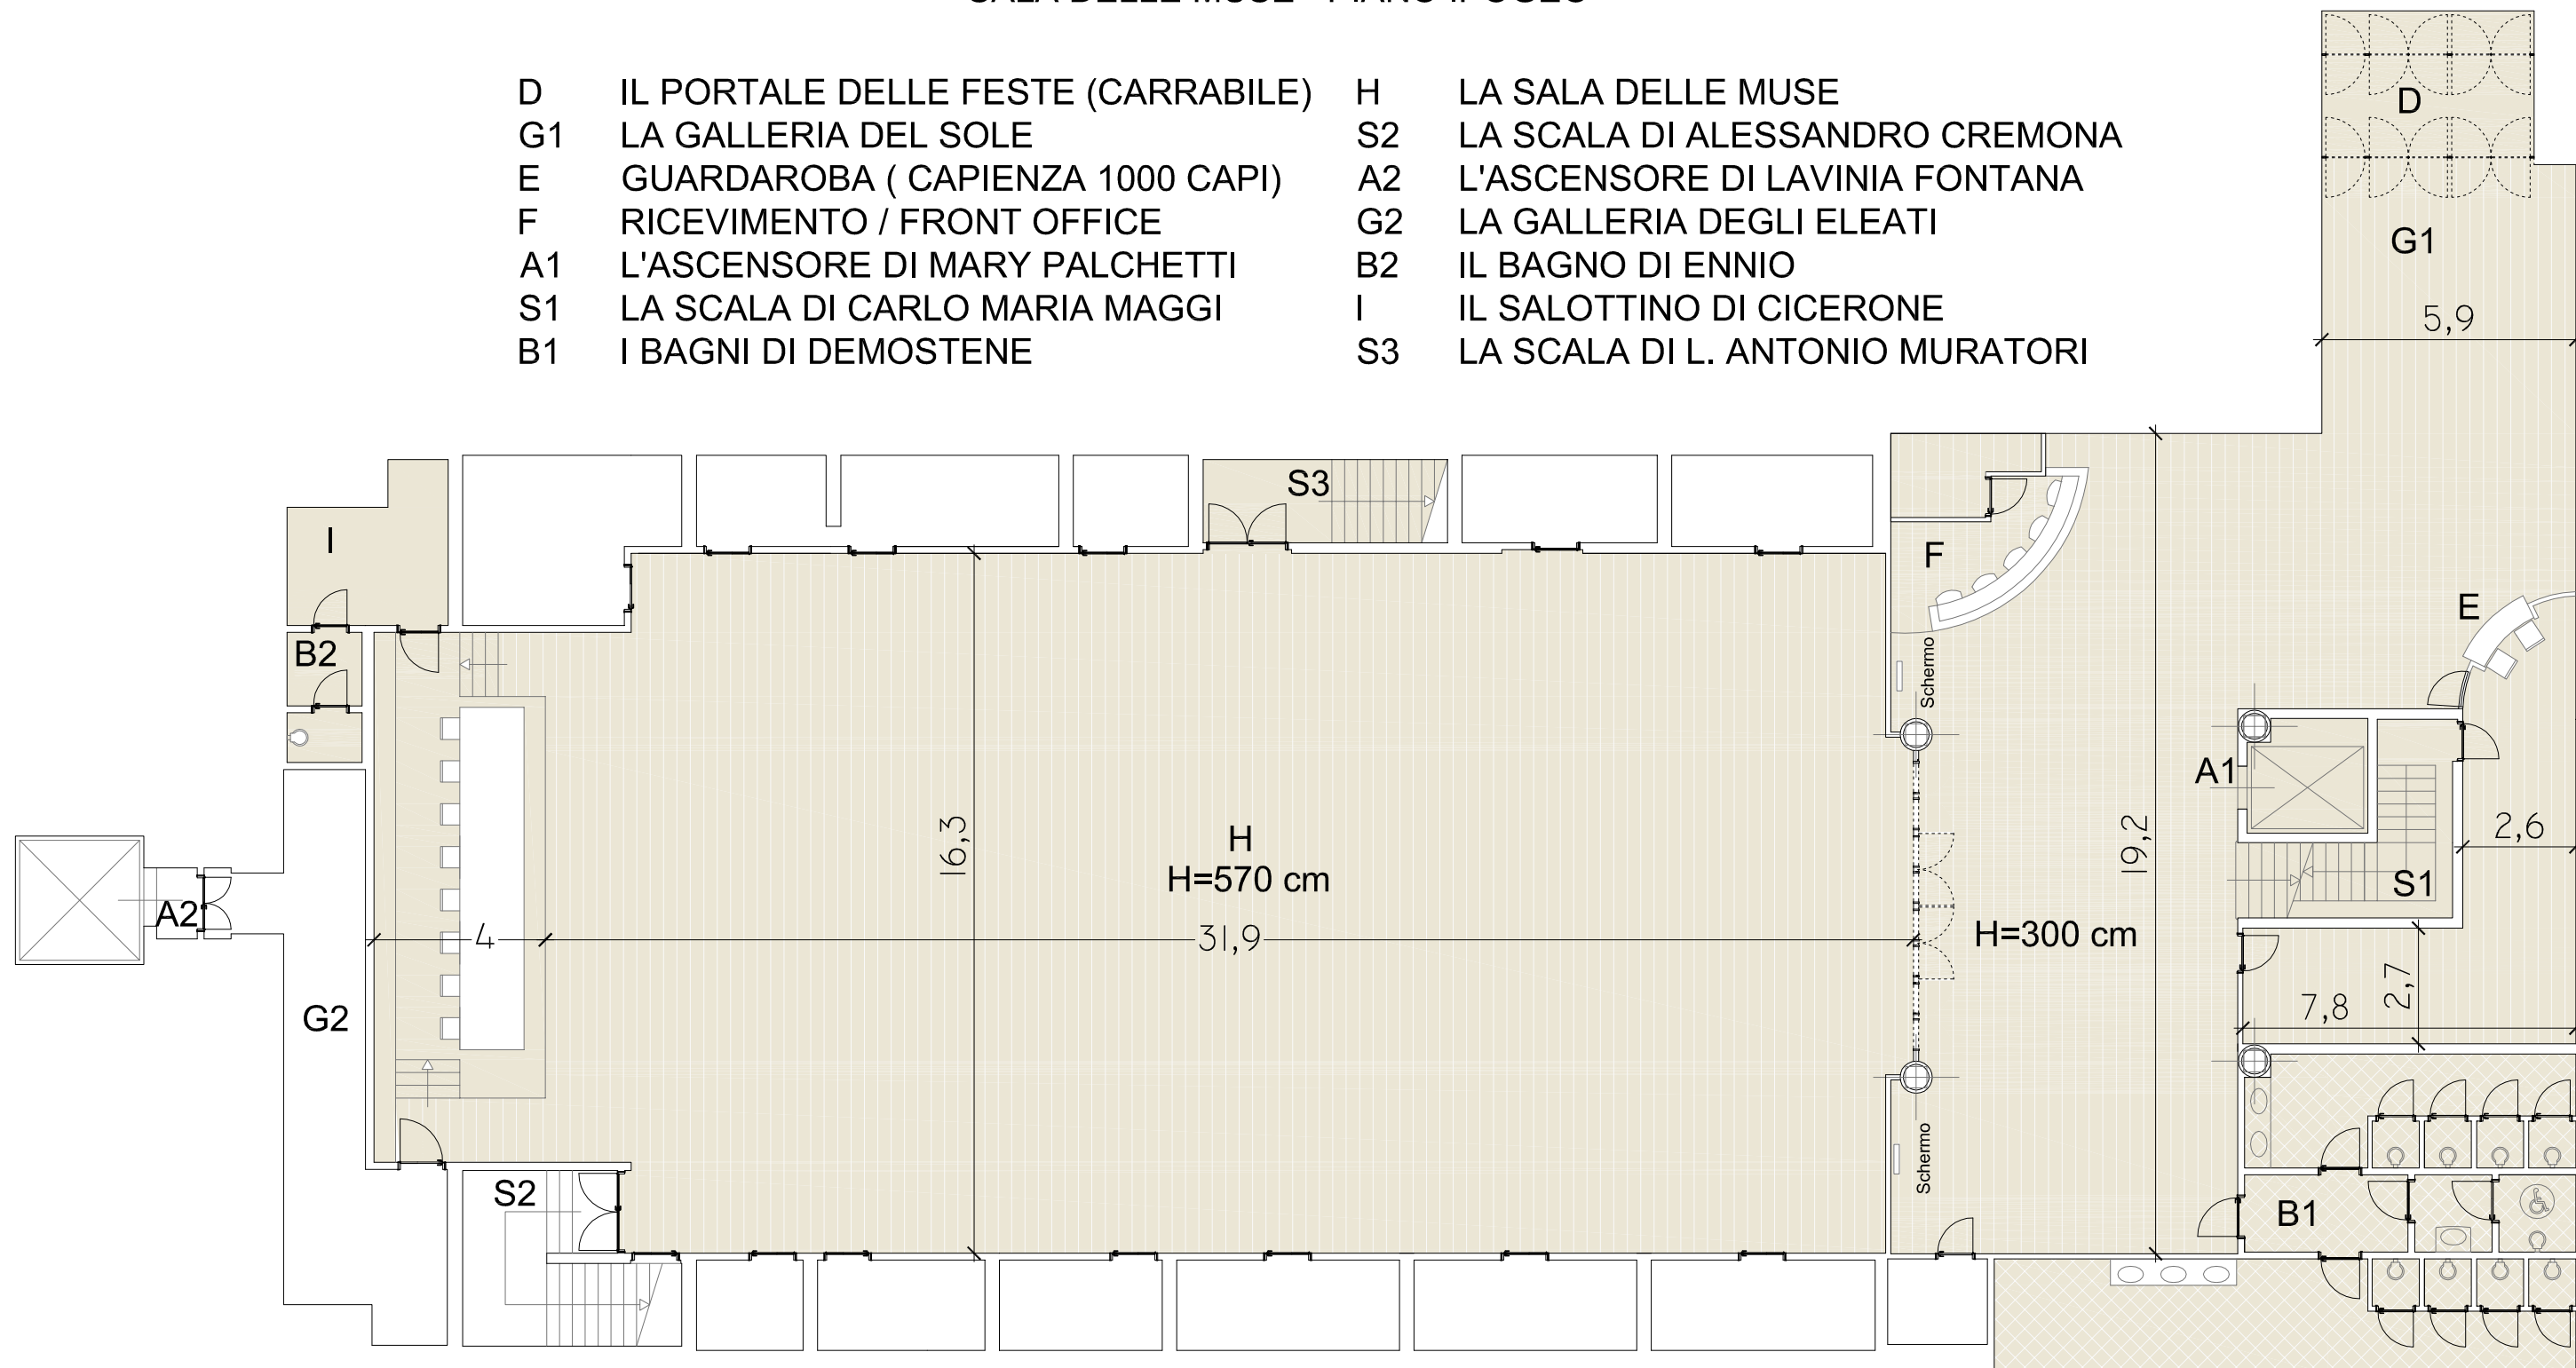 SALA DELLE MUSE - PIANO IPOGEO
D IL PORTALE DELLE FESTE (CARRABILE)
G1 LA GALLERIA DEL SOLE
E GUARDAROBA ( CAPIENZA 1000 CAPI)
F RICEVIMENTO / FRONT OFFICE
A1 L'ASCENSORE DI MARY PALCHETTI
S1 LA SCALA DI CARLO MARIA MAGGI
B1 I BAGNI DI DEMOSTENE
H LA SALA DELLE MUSE
S2 LA SCALA DI ALESSANDRO CREMONA
A2 L'ASCENSORE DI LAVINIA FONTANA
G2 LA GALLERIA DEGLI ELEATI
B2 IL BAGNO DI ENNIO
I IL SALOTTINO DI CICERONE
S3 LA SCALA DI L. ANTONIO MURATORI
D
G1
5,9
S3
I
F
E
B2
Schermo
A1
16,3
H
H=570 cm
19,2
2,6
S1
A2
4
31,9
H=300 cm
2,7
7,8
G2
Schermo
S2
B1